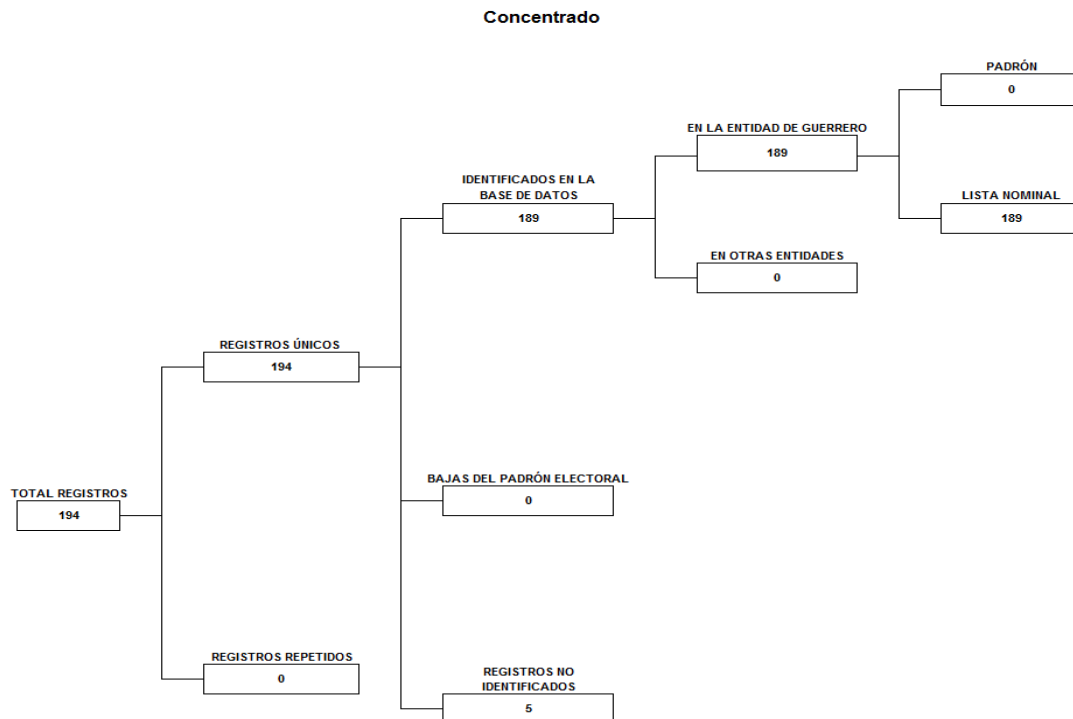 Concentrado
PADRÓN
0
EN LA ENTIDAD DE GUERRERO
189
IDENTIFICADOS EN LA
BASE DE DATOS
189
LISTA NOMINAL
189
EN OTRAS ENTIDADES
0
REGISTROS ÚNICOS
194
BAJAS DEL PADRÓN ELECTORAL
0
TOTAL REGISTROS
194
REGISTROS REPETIDOS
0
REGISTROS NO
IDENTIFICADOS
5